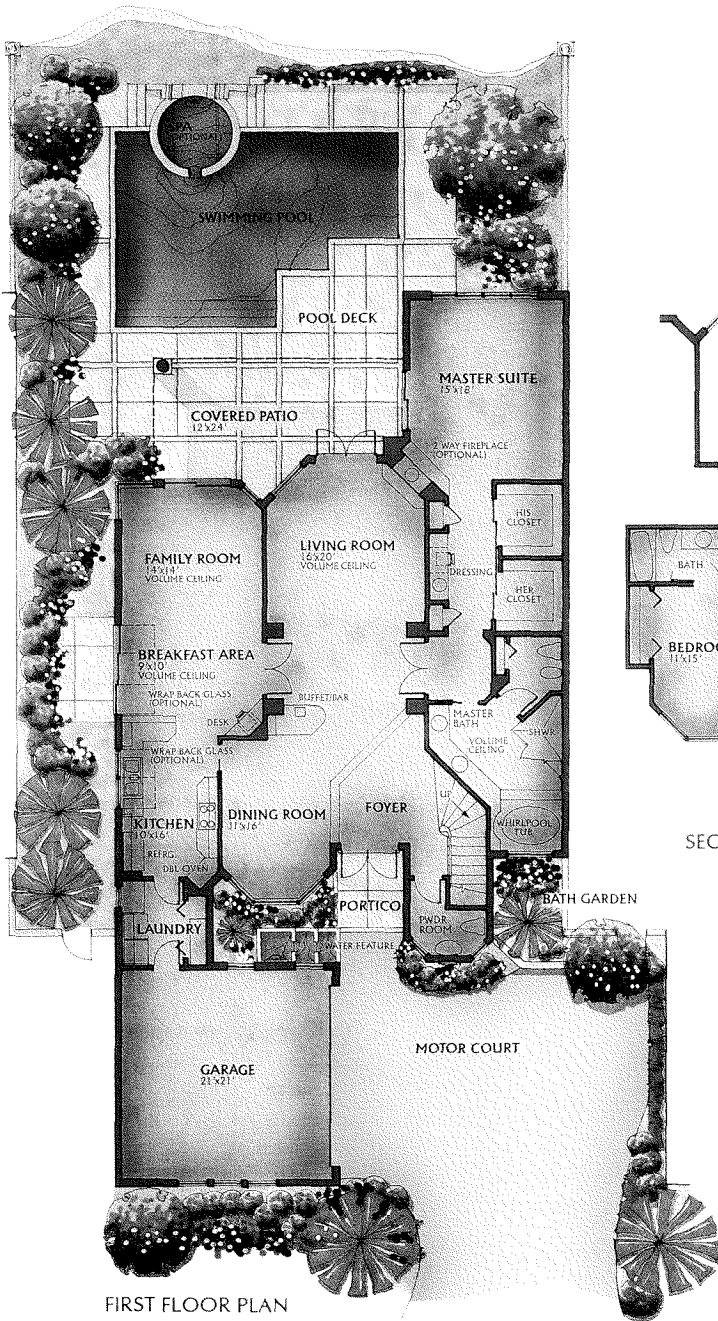 SPA
(OPTIONAL)
SWIMMING POOL
POOL DECK
MASTER SUITE
15'x18'
COVERED PATIO
12'x24'
2 WAY FIREPLACE
(OPTIONAL)
HIS
CLOSET
FAMILY ROOM
14'x14'
VOLUME CEILING
LIVING ROOM
16'x20'
VOLUME CEILING
DRESSING
HER
CLOSET
BATH
BREAKFAST AREA
9'x10'
VOLUME CEILING
BEDROO
11'x15'
WRAP BACK GLASS
(OPTIONAL)
BUFFET/BAR
DESK
MASTER
BATH
VOLUME
CEILING
SHWR
WRAP BACK GLASS
(OPTIONAL)
UP
KITCHEN
10'x16'
DINING ROOM
11'x16'
FOYER
WHIRLPOOL
TUB
REFRG.
DBL OVEN
SEC
BATH GARDEN
PORTICO
LAUNDRY
PWDR
ROOM
WATER FEATURE
MOTOR COURT
GARAGE
21'x21'
FIRST FLOOR PLAN